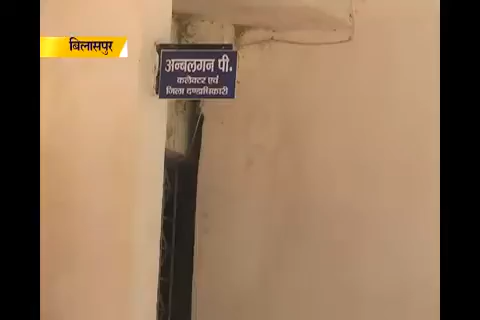 बिलासपुर
अन्बलगन पी.
कलेक्टर एवं
जिला दण्डाधिकारी